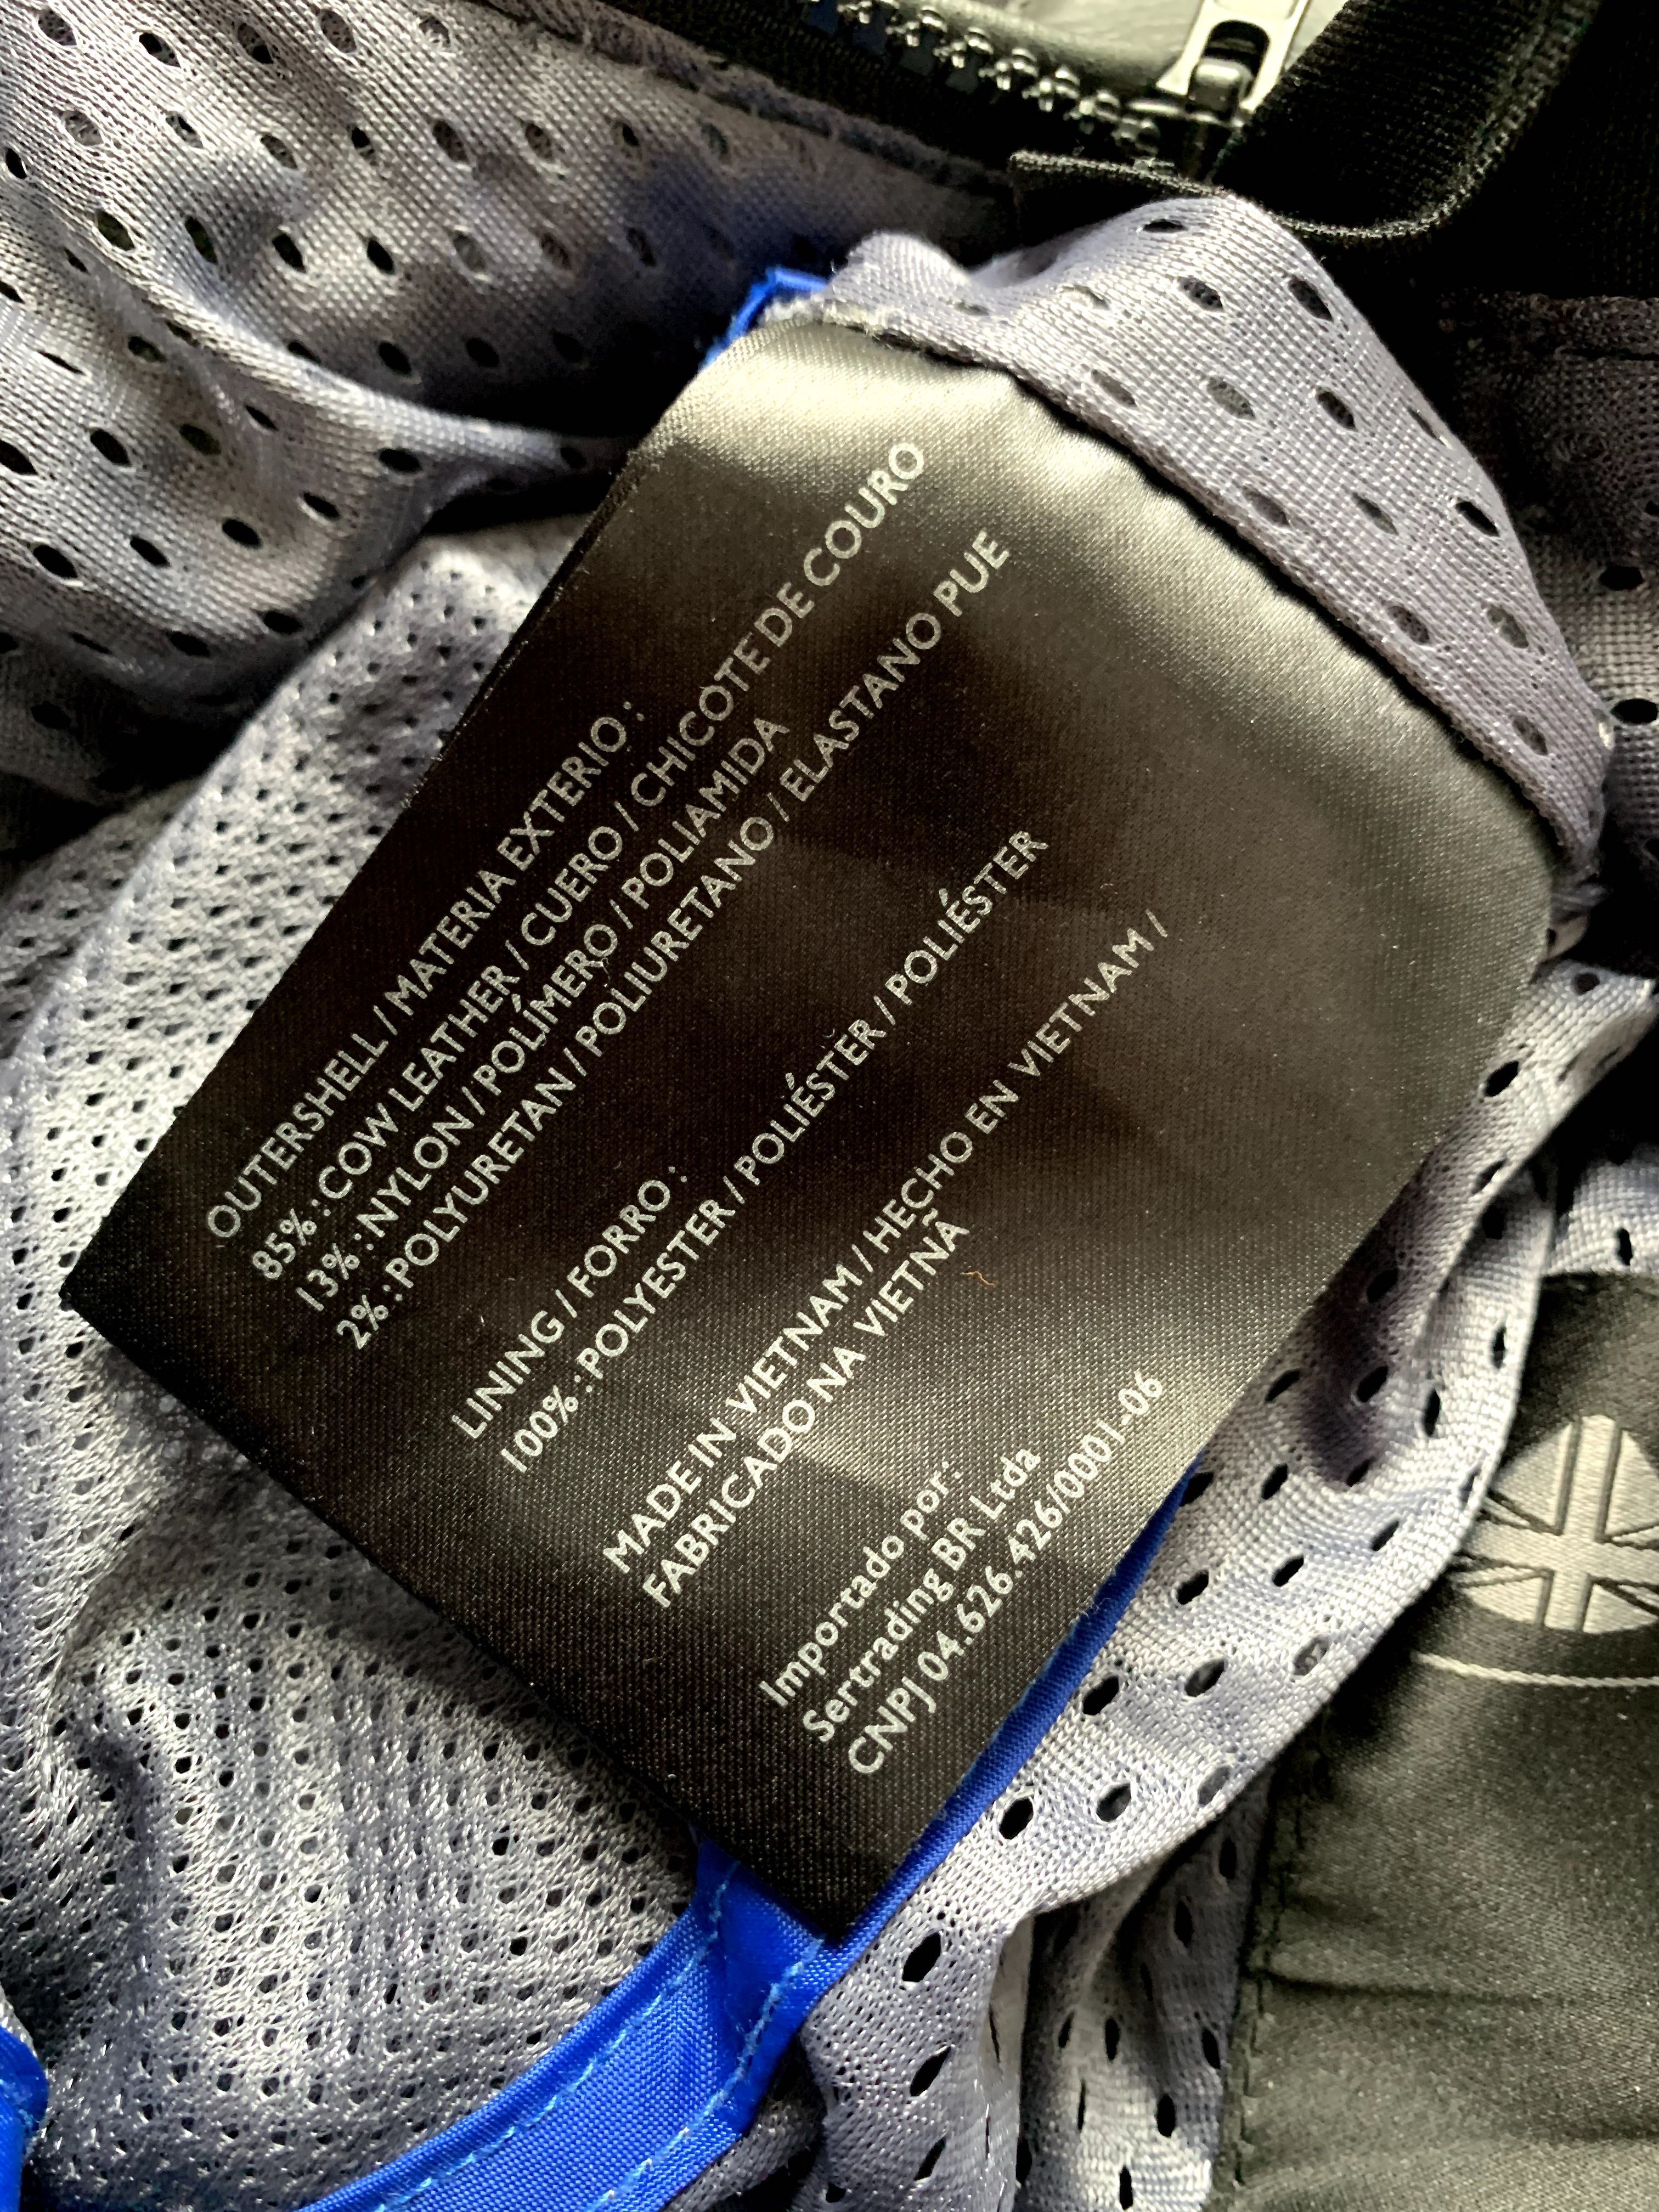 OUTERSHELL / MATERIA EXTERIO :
85% :COW LEATHER / CUERO / CHICOTE DE COURO
13% :NYLON / /POLÍMERO / POLIAMIDA
2% :POLYURETAN / POLIURETANO / ELASTANO PUE
LINING / FORRO :
100% :POLYESTER / POLIÉSTER / POLIÉSTER
MADE IN VIETNAM / HECHO EN VIETNAM /
FABRICADO NA VIETNÃ
Importado por:
Sertrading BR Ltda
CNPJ 04.626.426/0001-06